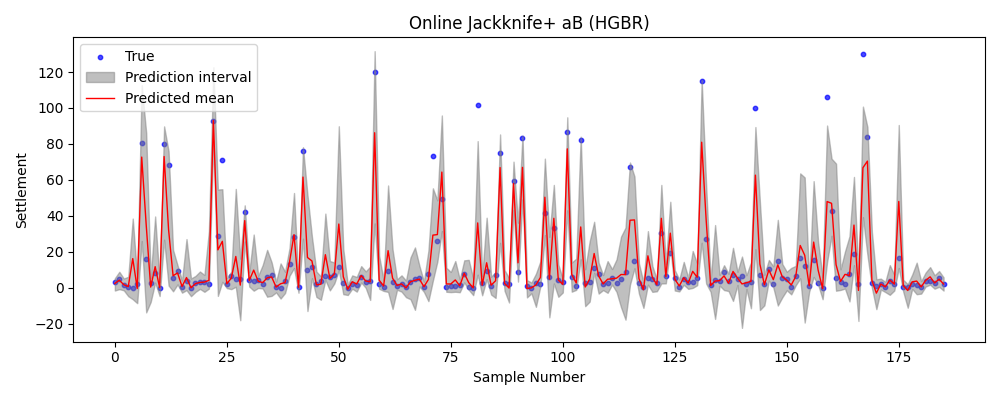 Online Jackknife+ aB (HGBR)
True
Prediction interval
Predicted mean
Settlement
120
100
80
60
40
20
0
−20
0
25
50
75
100
125
150
175
Sample Number